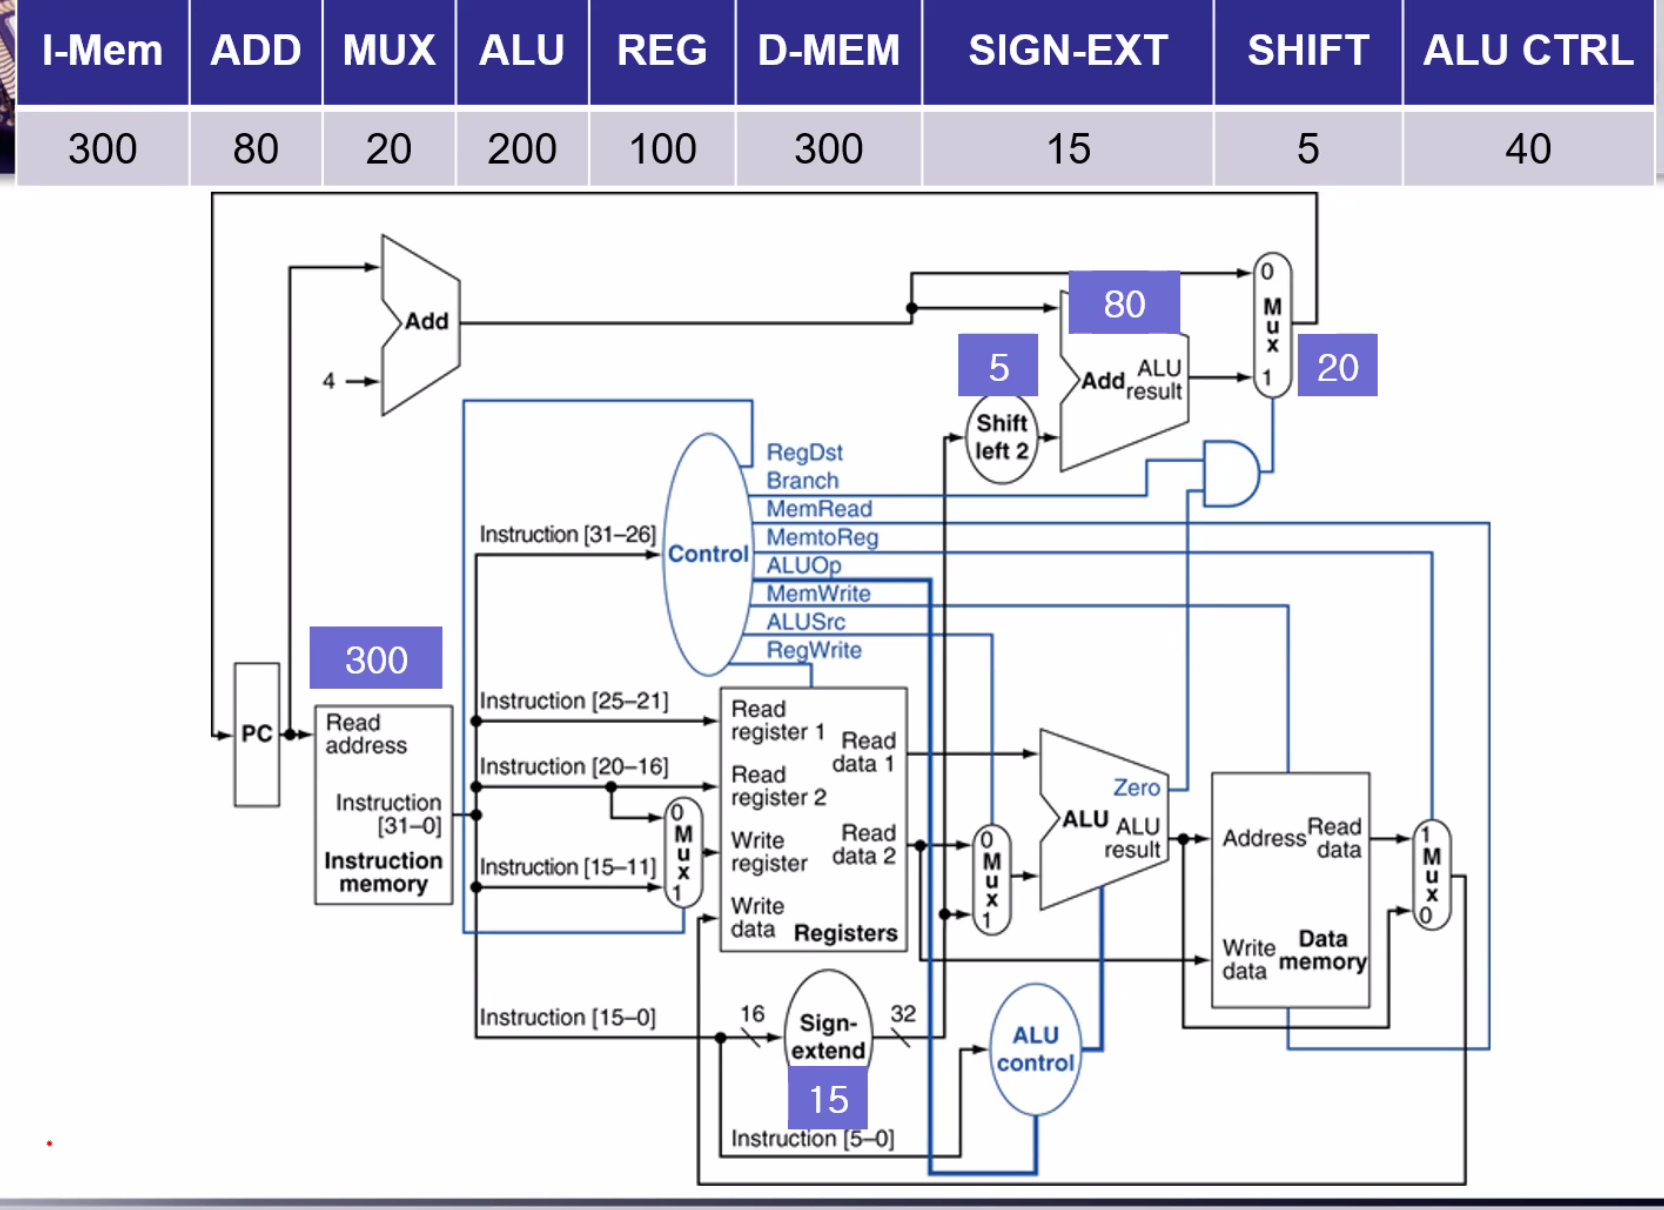 I-Mem ADD MUX ALU REG D-MEM SIGN-EXT SHIFT ALU CTRL
300 80 20 200 100 300 15 5 40
Add
4
80
5
20
0
Mux
1
Add ALU
result
Shift
left 2
RegDst
Branch
MemRead
MemtoReg
ALUOp
MemWrite
ALUSrc
RegWrite
Instruction [31–26]
Control
300
PC
Read
address
Instruction
[31–0]
Instruction
memory
Instruction [25–21]
Instruction [20–16]
Instruction [15–11]
0
Mux
1
Read
register 1
Read
register 2
Write
register
Write
data
Read
data 1
Read
data 2
Registers
0
Mux
1
Zero
ALU ALU
result
Address
Read
data
Write
data
Data
memory
1
Mux
0
Instruction [15–0]
16
Sign-
extend
32
15
ALU
control
Instruction [5–0]